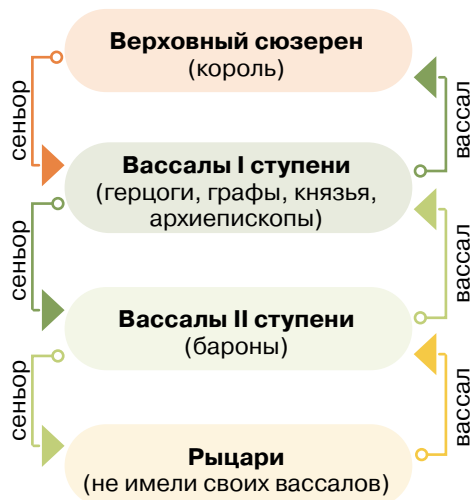 Верховный сюзерен
(король)
сеньор
вассал
Вассалы I ступени
(герцоги, графы, князья,
архиепископы)
сеньор
вассал
Вассалы II ступени
(бароны)
сеньор
вассал
Рыцари
(не имели своих вассалов)